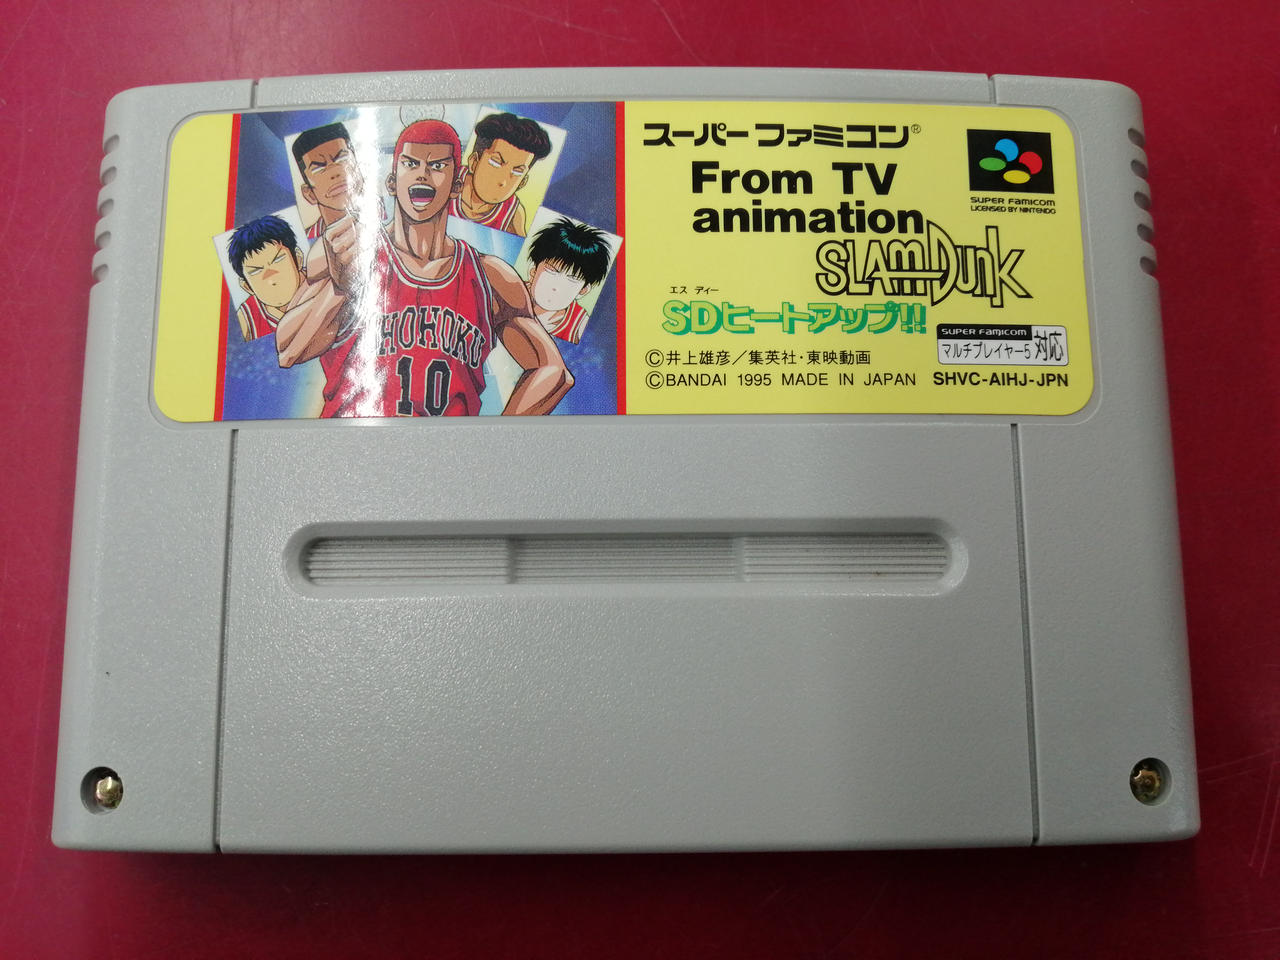 スーパーファミコン®
From TV
animation
SLAMDUNK
エス ディー
SDヒートアップ!!
SUPER FAMICOM
LICENSED BY NINTENDO
SUPER FAMICOM
マルチプレイヤー5 対応
©井上雄彦/集英社・東映動画
©BANDAI 1995 MADE IN JAPAN SHVC-AIHJ-JPN
HOHOKU
10